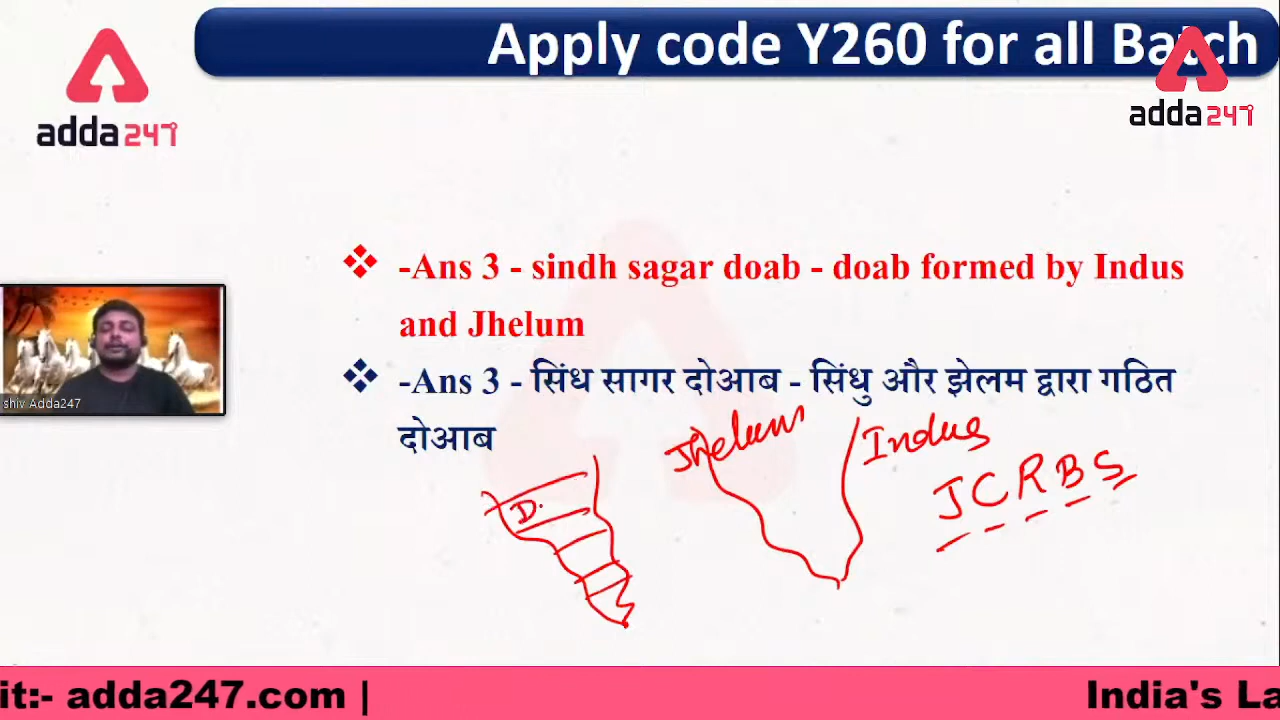 Apply code Y260 for all Batch
adda247
adda247
-Ans 3 - sindh sagar doab - doab formed by Indus
and Jhelum
-Ans 3 - सिंध सागर दोआब - सिंधु और झेलम द्वारा गठित
दोआब
Jhelum
Indus
JCRBS
D.
shiv Adda247
it:- adda247.com |
India's La